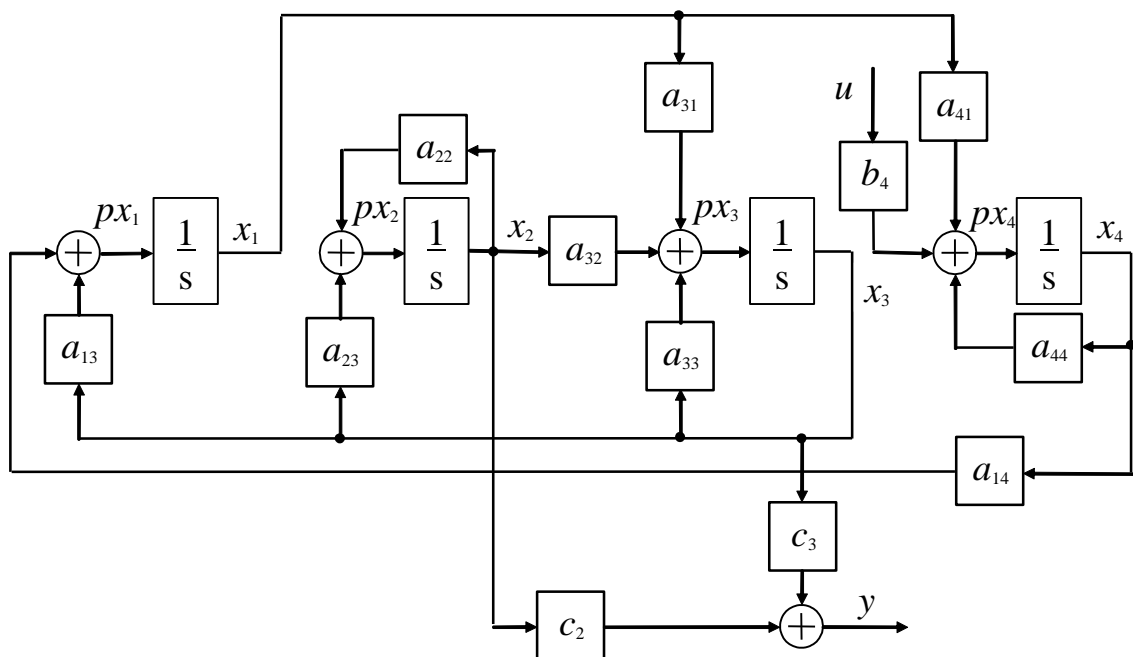 a₃₁
u
a₄₁
a₂₂
b₄
px₁
1
s
x₁
px₂
1
s
x₂
a₃₂
px₃
1
s
x₃
px₄
1
s
x₄
a₁₃
a₂₃
a₃₃
a₄₄
a₁₄
c₃
c₂
y